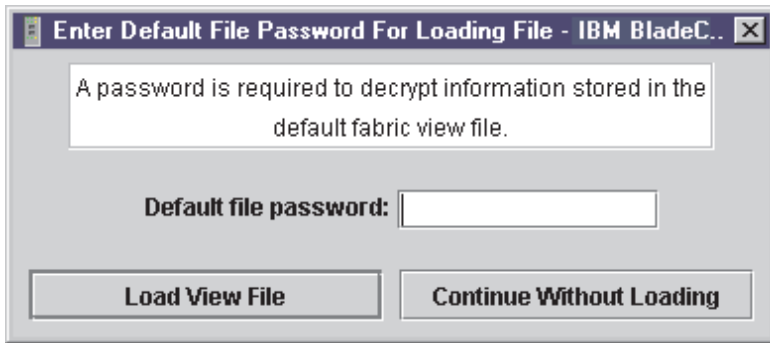 Enter Default File Password For Loading File - IBM BladeC..
A password is required to decrypt information stored in the
default fabric view file.
Default file password:
Load View File
Continue Without Loading